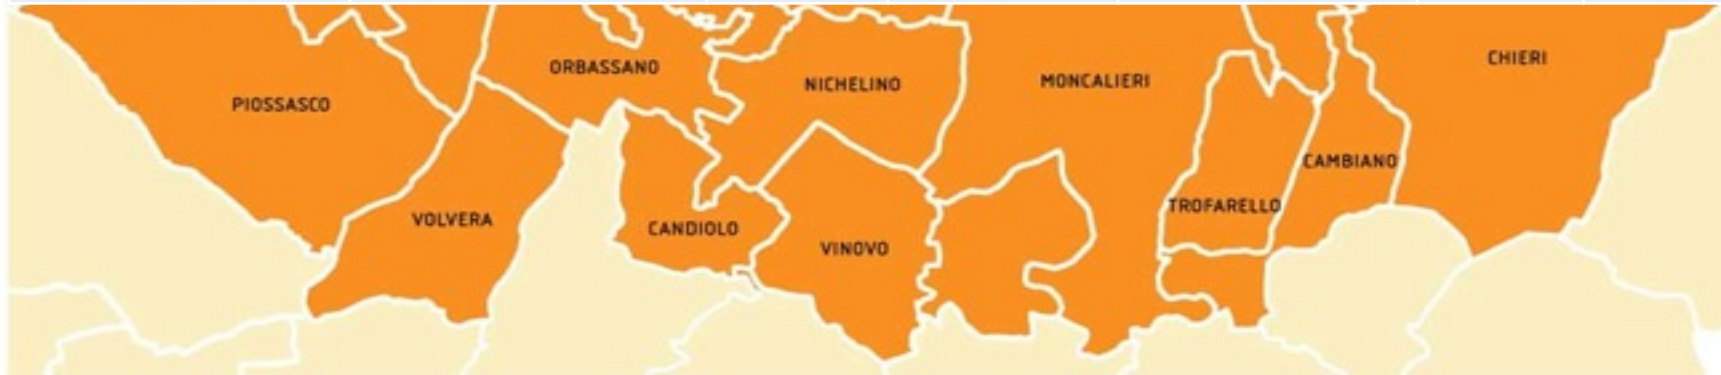 ORBASSANO
CHIERI
NICHELINO
MONCALIERI
PIOSSASCO
CAMBIANO
TROFARELLO
VOLVERA
CANDIOLO
VINOVO